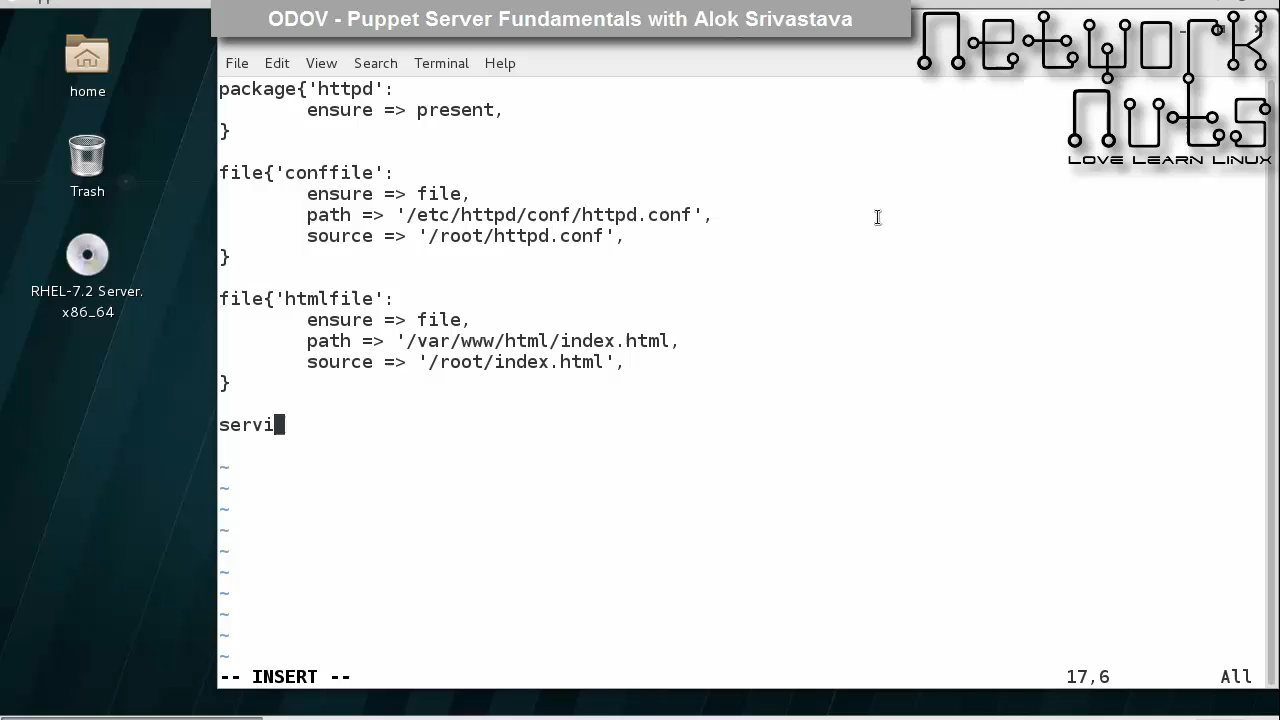 ODOV - Puppet Server Fundamentals with Alok Srivastava
Network
Nuts
LOVE LEARN LINUX
home
Trash
RHEL-7.2 Server.
x86_64
File Edit View Search Terminal Help
package{'httpd':
        ensure => present,
}
file{'conffile':
        ensure => file,
        path => '/etc/httpd/conf/httpd.conf',
        source => '/root/httpd.conf',
}
file{'htmlfile':
        ensure => file,
        path => '/var/www/html/index.html,
        source => '/root/index.html',
}
servi
~
~
~
~
~
~
~
~
~
~
-- INSERT -- 17,6 All